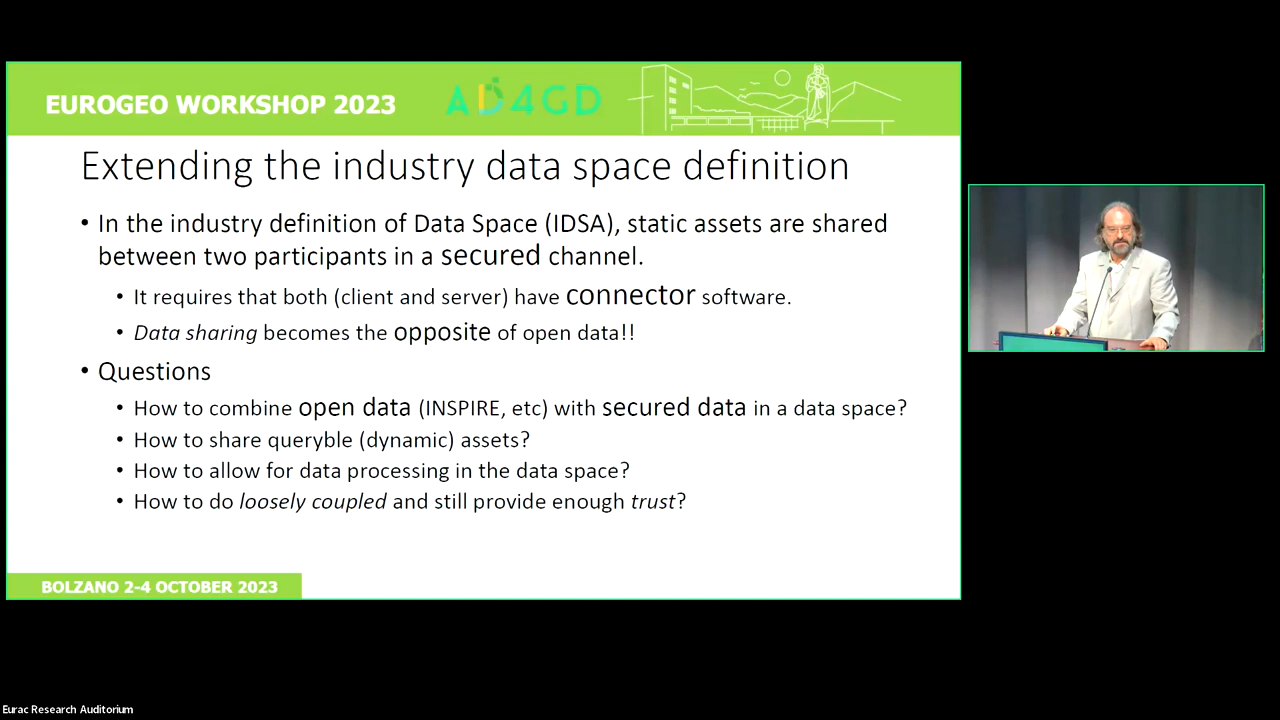 EUROGEO WORKSHOP 2023
AD4GD
Extending the industry data space definition
• In the industry definition of Data Space (IDSA), static assets are shared
between two participants in a secured channel.
• It requires that both (client and server) have connector software.
• Data sharing becomes the opposite of open data!!
• Questions
• How to combine open data (INSPIRE, etc) with secured data in a data space?
• How to share queryble (dynamic) assets?
• How to allow for data processing in the data space?
• How to do loosely coupled and still provide enough trust?
BOLZANO 2-4 OCTOBER 2023
Eurac Research Auditorium